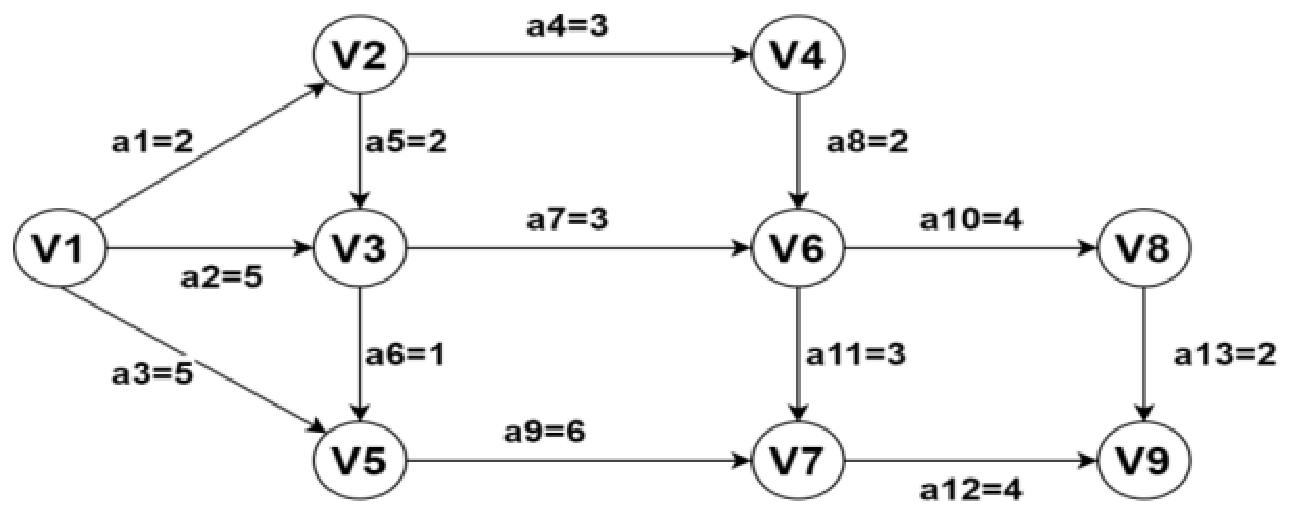 a4=3
V2
V4
a1=2
a5=2
a8=2
a7=3
a10=4
V1
V3
V6
V8
a2=5
a6=1
a11=3
a13=2
a3=5
a9=6
V5
V7
V9
a12=4